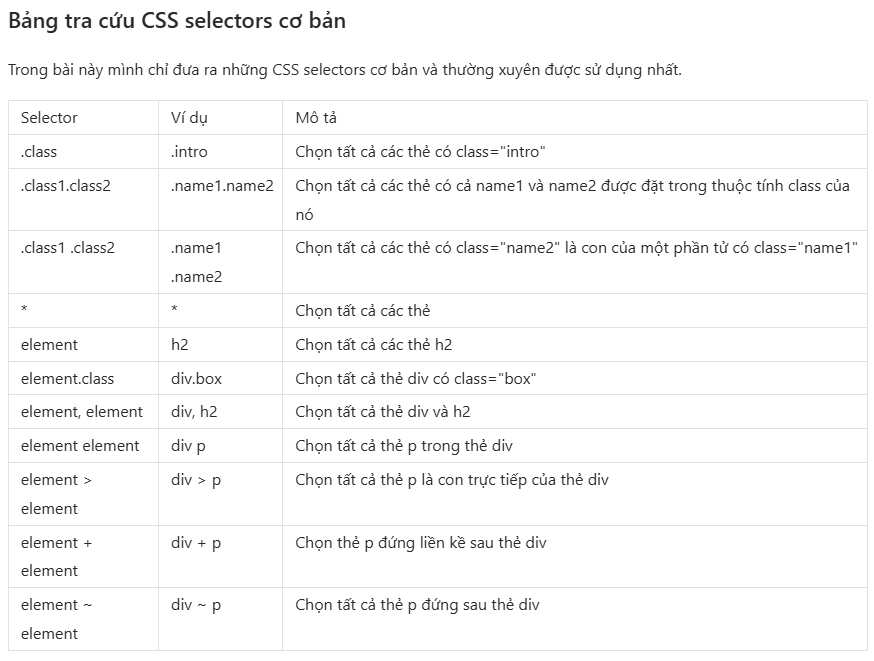 Bảng tra cứu CSS selectors cơ bản
Trong bài này mình chỉ đưa ra những CSS selectors cơ bản và thường xuyên được sử dụng nhất.
Selector Ví dụ Mô tả
.class .intro Chọn tất cả các thẻ có class="intro"
.class1.class2 .name1.name2 Chọn tất cả các thẻ có cả name1 và name2 được đặt trong thuộc tính class của
nó
.class1 .class2 .name1 Chọn tất cả các thẻ có class="name2" là con của một phần tử có class="name1"
.name2
* * Chọn tất cả các thẻ
element h2 Chọn tất cả các thẻ h2
element.class div.box Chọn tất cả thẻ div có class="box"
element, element div, h2 Chọn tất cả thẻ div và h2
element element div p Chọn tất cả thẻ p trong thẻ div
element > div > p Chọn tất cả thẻ p là con trực tiếp của thẻ div
element
element + div + p Chọn thẻ p đứng liền kề sau thẻ div
element
element ~ div ~ p Chọn tất cả thẻ p đứng sau thẻ div
element